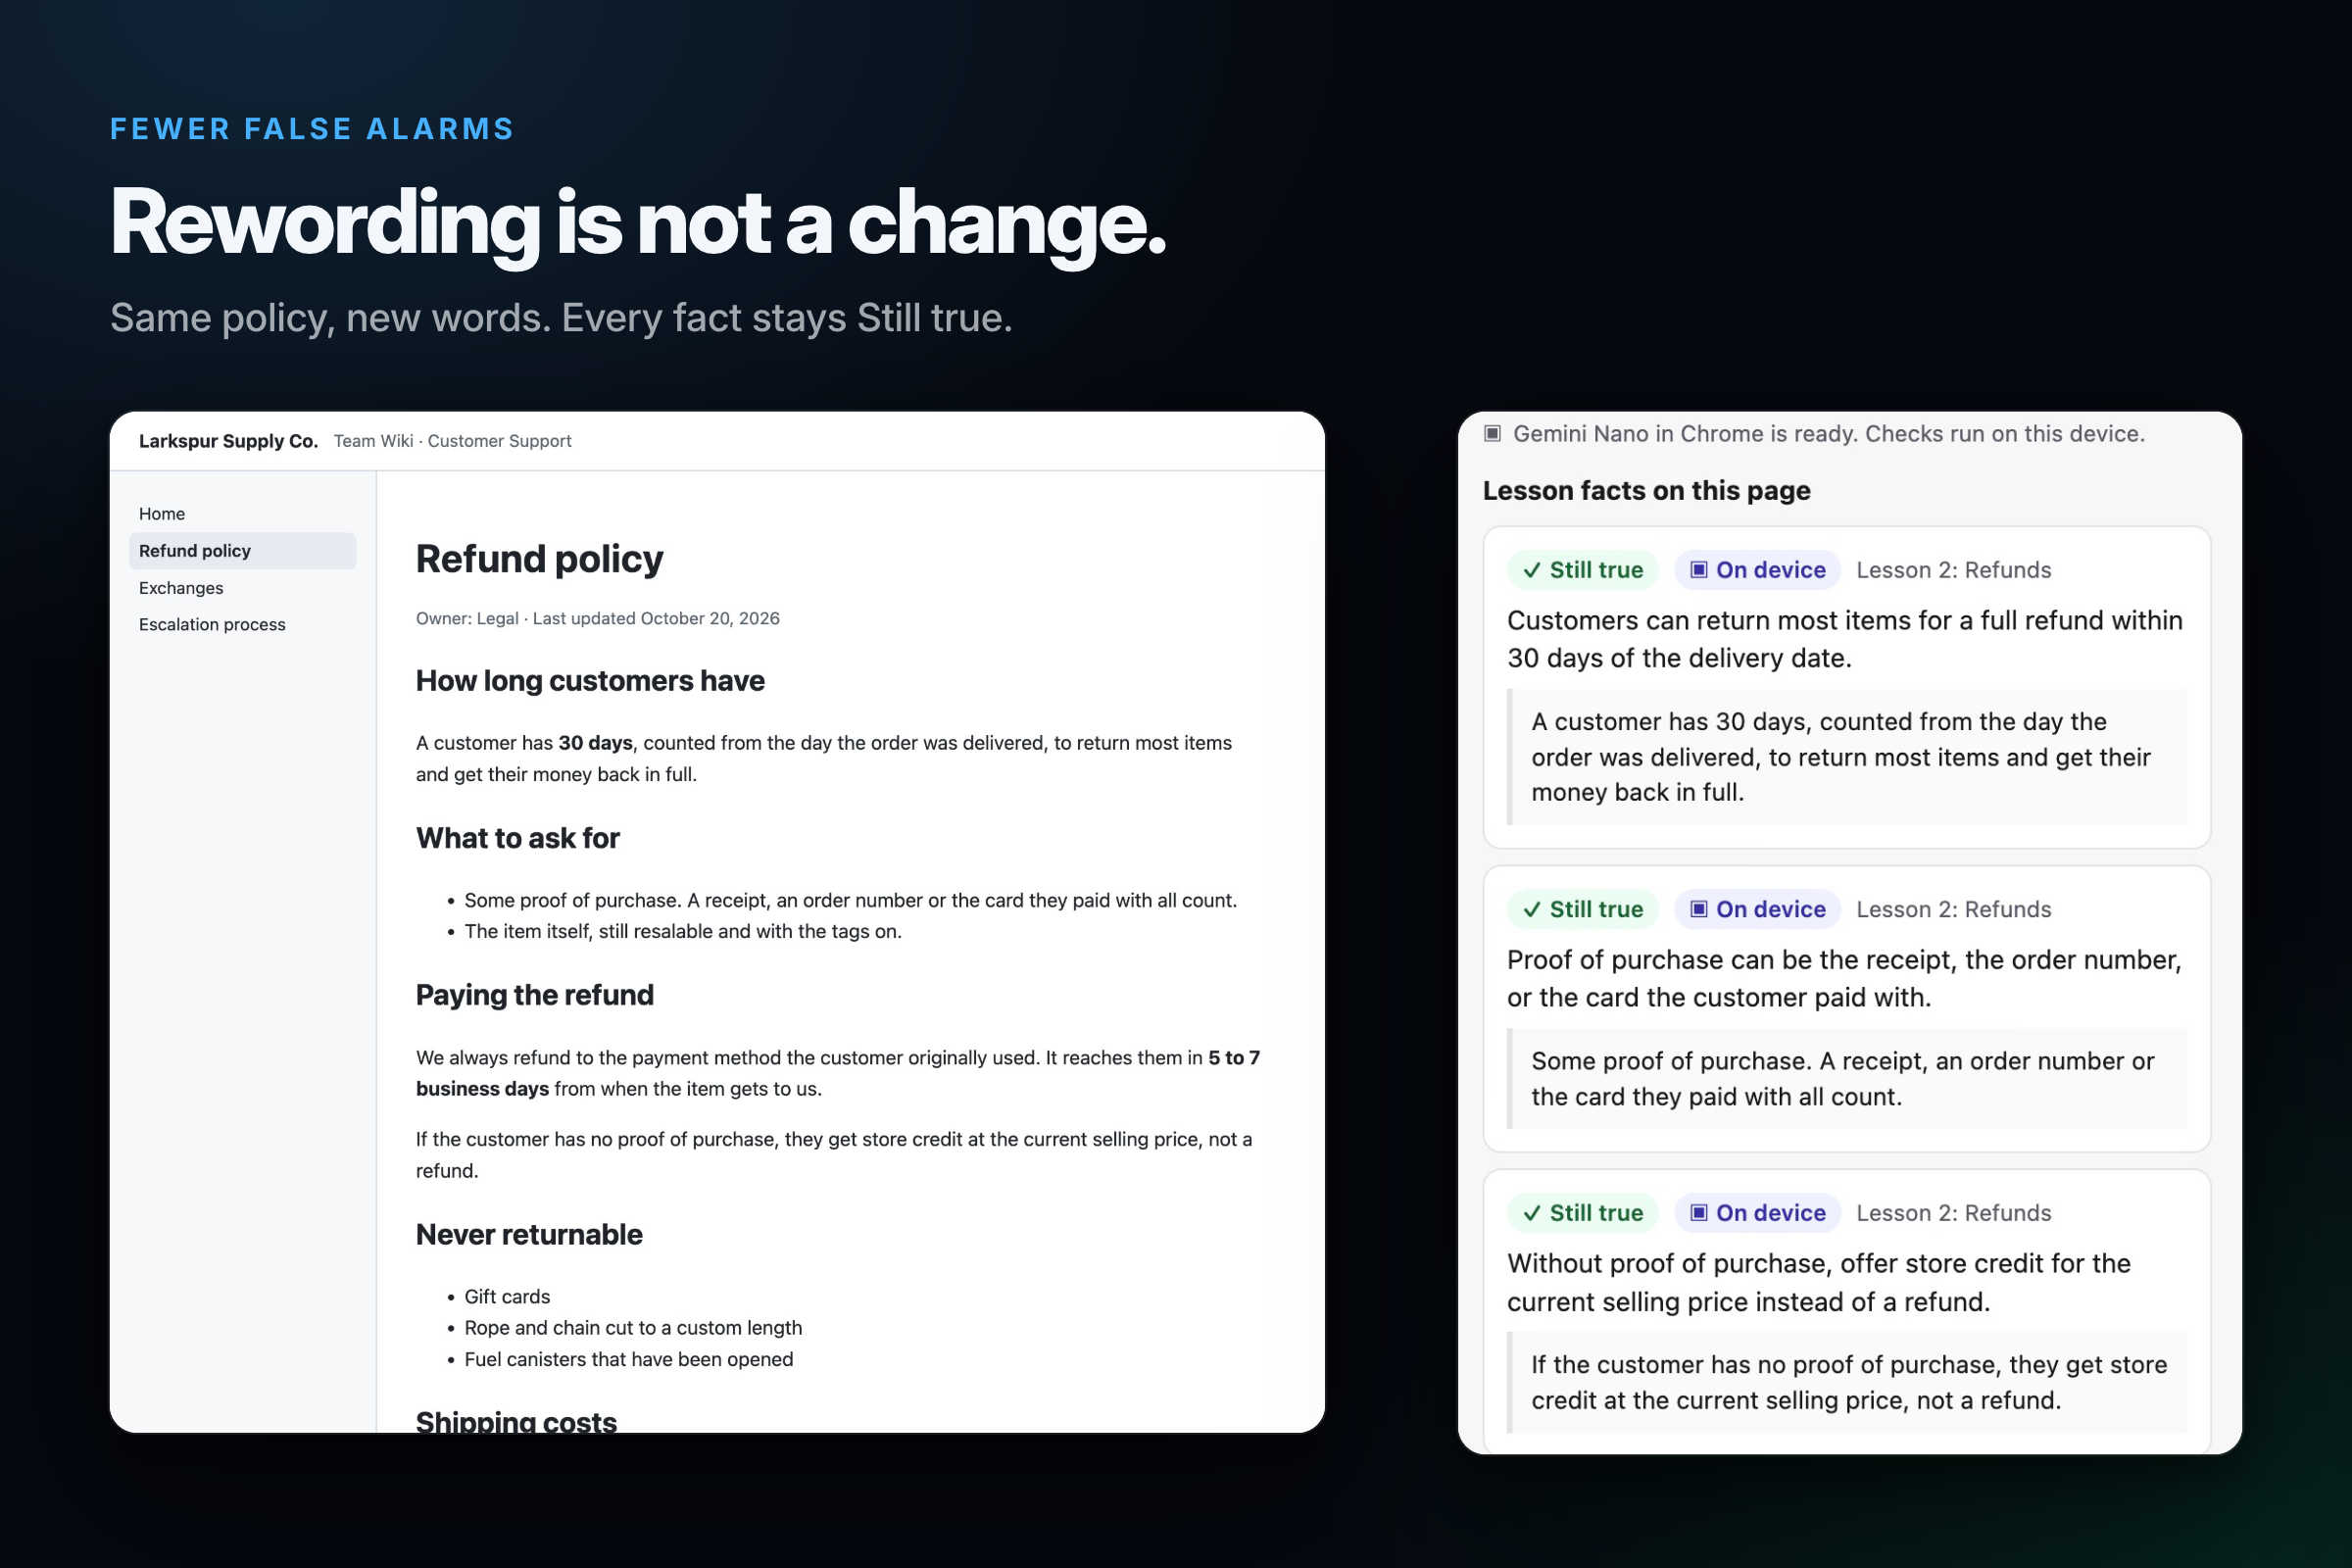 FEWER FALSE ALARMS
Rewording is not a change.
Same policy, new words. Every fact stays Still true.
Larkspur Supply Co. Team Wiki · Customer Support
Home
Refund policy
Exchanges
Escalation process
Refund policy
Owner: Legal · Last updated October 20, 2026
How long customers have
A customer has 30 days, counted from the day the order was delivered, to return most items
and get their money back in full.
What to ask for
• Some proof of purchase. A receipt, an order number or the card they paid with all count.
• The item itself, still resalable and with the tags on.
Paying the refund
We always refund to the payment method the customer originally used. It reaches them in 5 to 7
business days from when the item gets to us.
If the customer has no proof of purchase, they get store credit at the current selling price, not a
refund.
Never returnable
• Gift cards
• Rope and chain cut to a custom length
• Fuel canisters that have been opened
Shipping costs
Gemini Nano in Chrome is ready. Checks run on this device.
Lesson facts on this page
✓ Still true On device Lesson 2: Refunds
Customers can return most items for a full refund within
30 days of the delivery date.
A customer has 30 days, counted from the day the
order was delivered, to return most items and get their
money back in full.
✓ Still true On device Lesson 2: Refunds
Proof of purchase can be the receipt, the order number,
or the card the customer paid with.
Some proof of purchase. A receipt, an order number or
the card they paid with all count.
✓ Still true On device Lesson 2: Refunds
Without proof of purchase, offer store credit for the
current selling price instead of a refund.
If the customer has no proof of purchase, they get store
credit at the current selling price, not a refund.